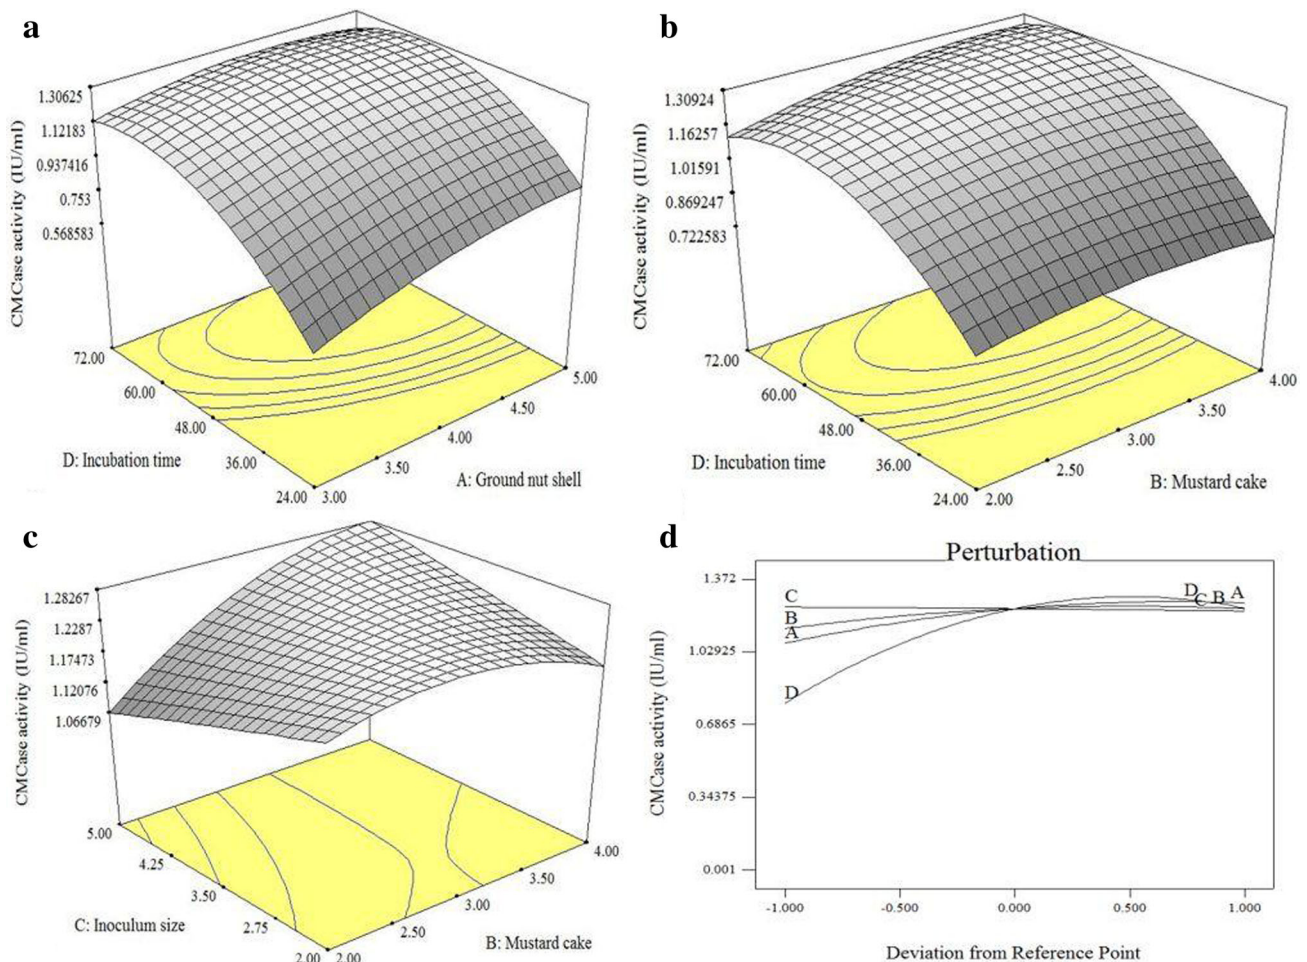 a
1.30625
1.12183
0.937416
0.753
0.568583
CMCase activity (IU/ml)
72.00
60.00
48.00
36.00
24.00
3.00
3.50
4.00
4.50
5.00
D: Incubation time
A: Ground nut shell
b
1.30924
1.16257
1.01591
0.869247
0.722583
CMCase activity (IU/ml)
72.00
60.00
48.00
36.00
24.00
2.00
2.50
3.00
3.50
4.00
D: Incubation time
B: Mustard cake
c
1.28267
1.2287
1.17473
1.12076
1.06679
CMCase activity (IU/ml)
5.00
4.25
3.50
2.75
2.00
2.00
2.50
3.00
3.50
4.00
C: Inoculum size
B: Mustard cake
d
Perturbation
1.372
1.02925
0.6865
0.34375
0.001
CMCase activity (IU/ml)
C
B
A
D
D
C
B
A
-1.000
-0.500
0.000
0.500
1.000
Deviation from Reference Point